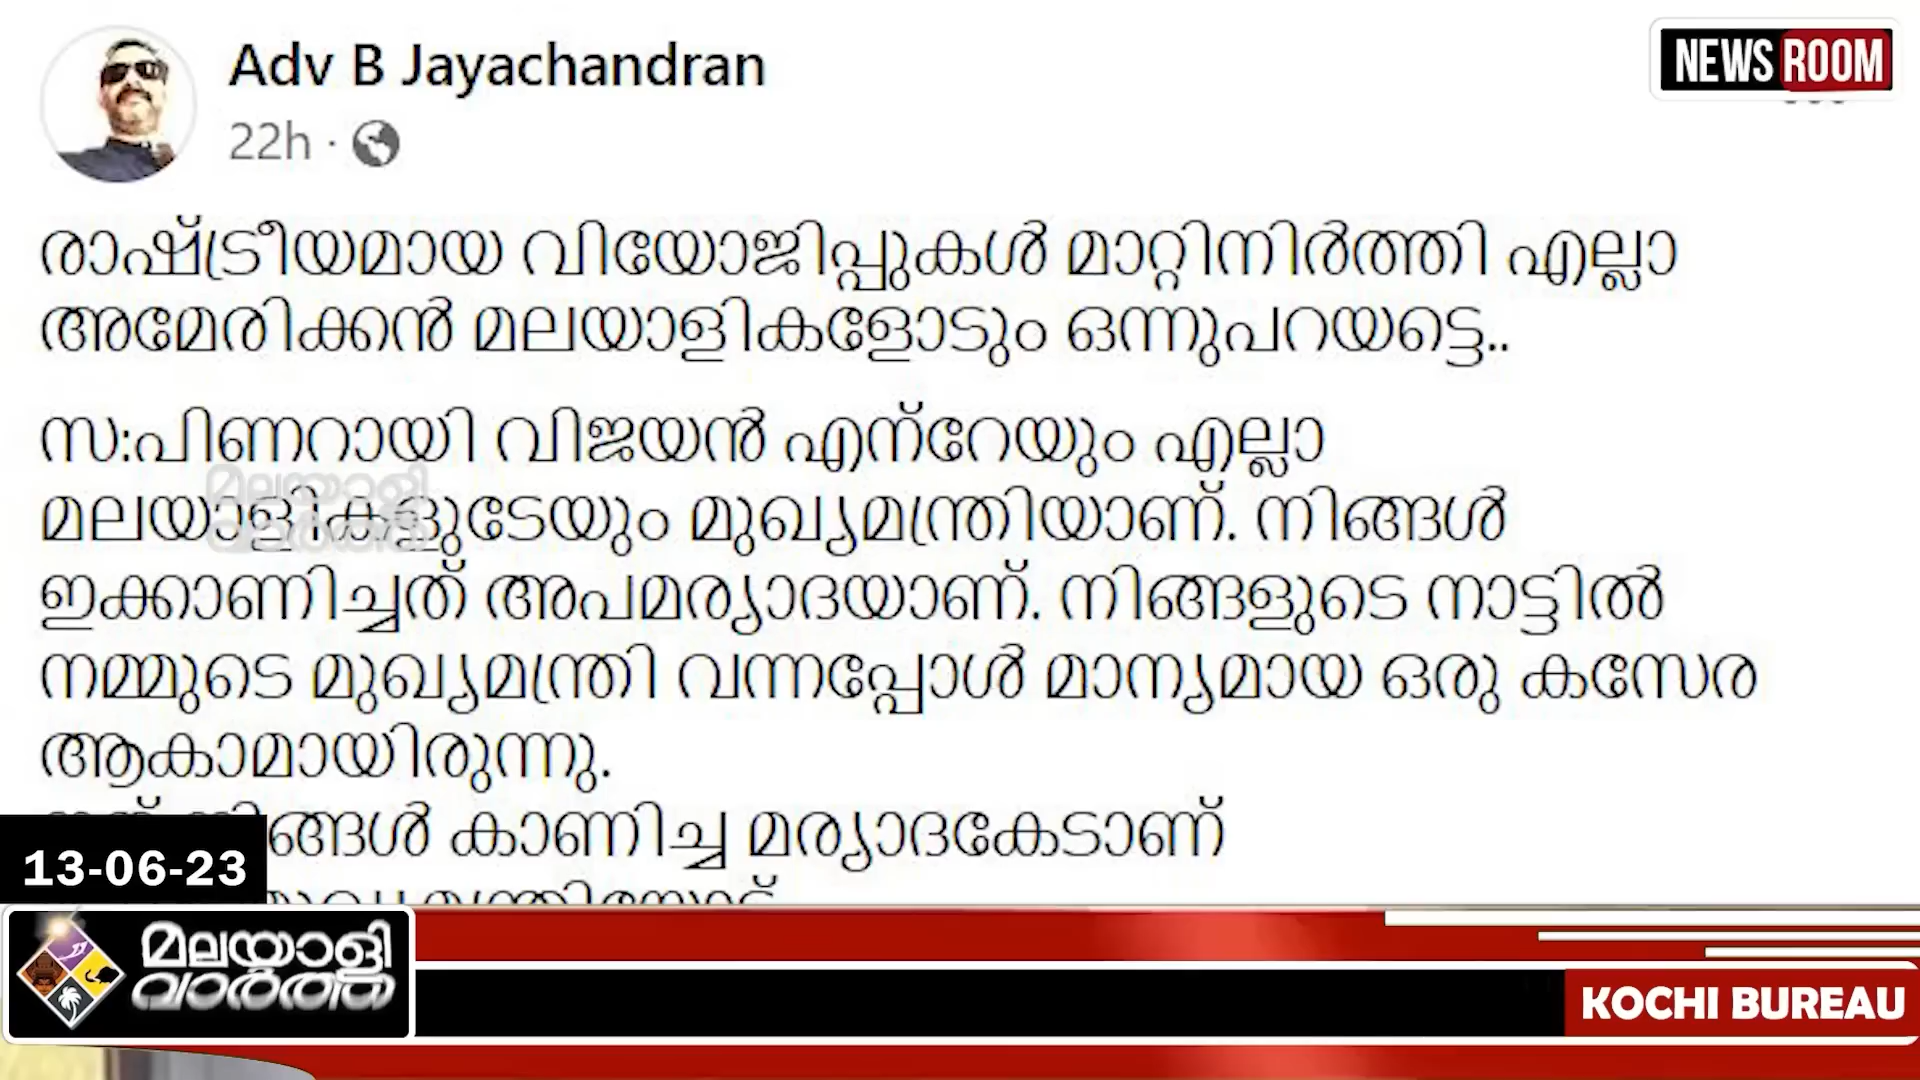 Adv B Jayachandran
NEWS ROOM
22h ·
രാഷ്ട്രീയമായ വിയോജിപ്പുകൾ മാറ്റിനിർത്തി എല്ലാ
അമേരിക്കൻ മലയാളികളോടും ഒന്നുപറയട്ടെ..
സ:പിണറായി വിജയൻ എന്റേയും എല്ലാ
മലയാളികളുടേയും മുഖ്യമന്ത്രിയാണ്. നിങ്ങൾ
ഇക്കാണിച്ചത് അപമര്യാദയാണ്. നിങ്ങളുടെ നാട്ടിൽ
നമ്മുടെ മുഖ്യമന്ത്രി വന്നപ്പോൾ മാന്യമായ ഒരു കസേര
ആകാമായിരുന്നു.
കാണിച്ച മര്യാദകേടാണ്
13-06-23
മലയാളി
വാർത്ത
KOCHI BUREAU